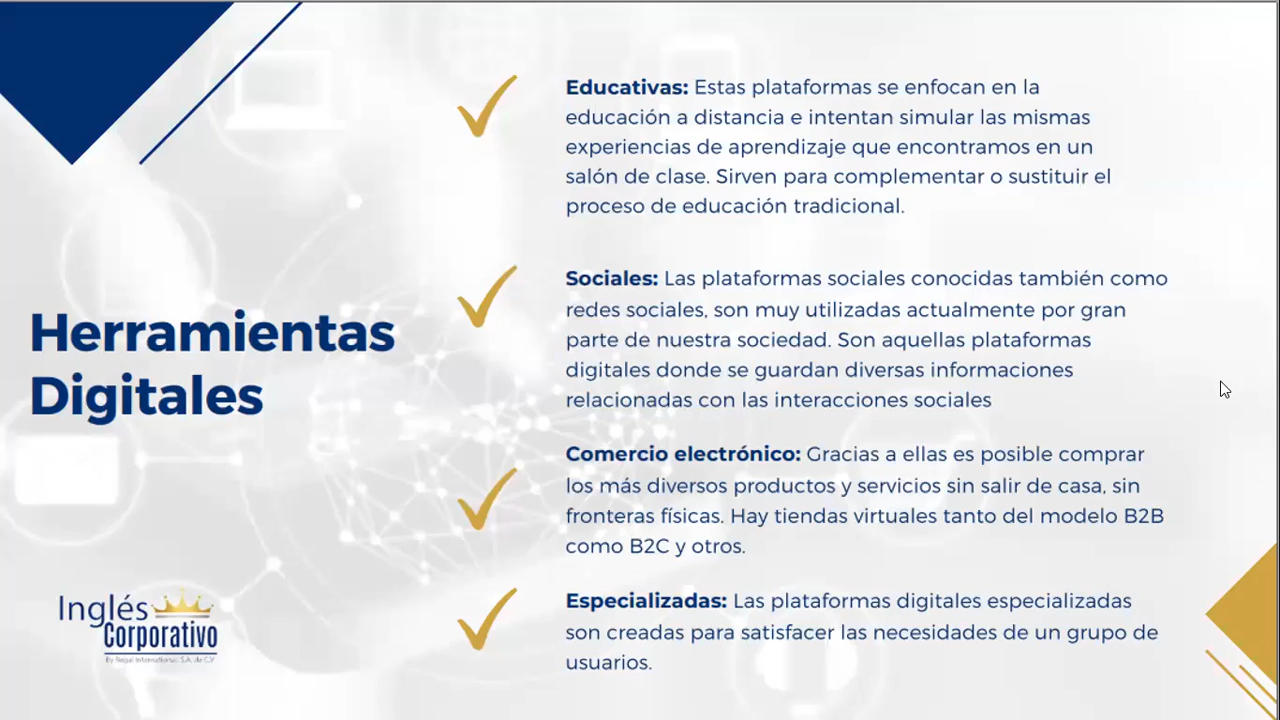 Herramientas
Digitales
Educativas: Estas plataformas se enfocan en la
educación a distancia e intentan simular las mismas
experiencias de aprendizaje que encontramos en un
salón de clase. Sirven para complementar o sustituir el
proceso de educación tradicional.
Sociales: Las plataformas sociales conocidas también como
redes sociales, son muy utilizadas actualmente por gran
parte de nuestra sociedad. Son aquellas plataformas
digitales donde se guardan diversas informaciones
relacionadas con las interacciones sociales
Comercio electrónico: Gracias a ellas es posible comprar
los más diversos productos y servicios sin salir de casa, sin
fronteras físicas. Hay tiendas virtuales tanto del modelo B2B
como B2C y otros.
Especializadas: Las plataformas digitales especializadas
son creadas para satisfacer las necesidades de un grupo de
usuarios.
Inglés
Corporativo
By Regal International S.A. de C.V